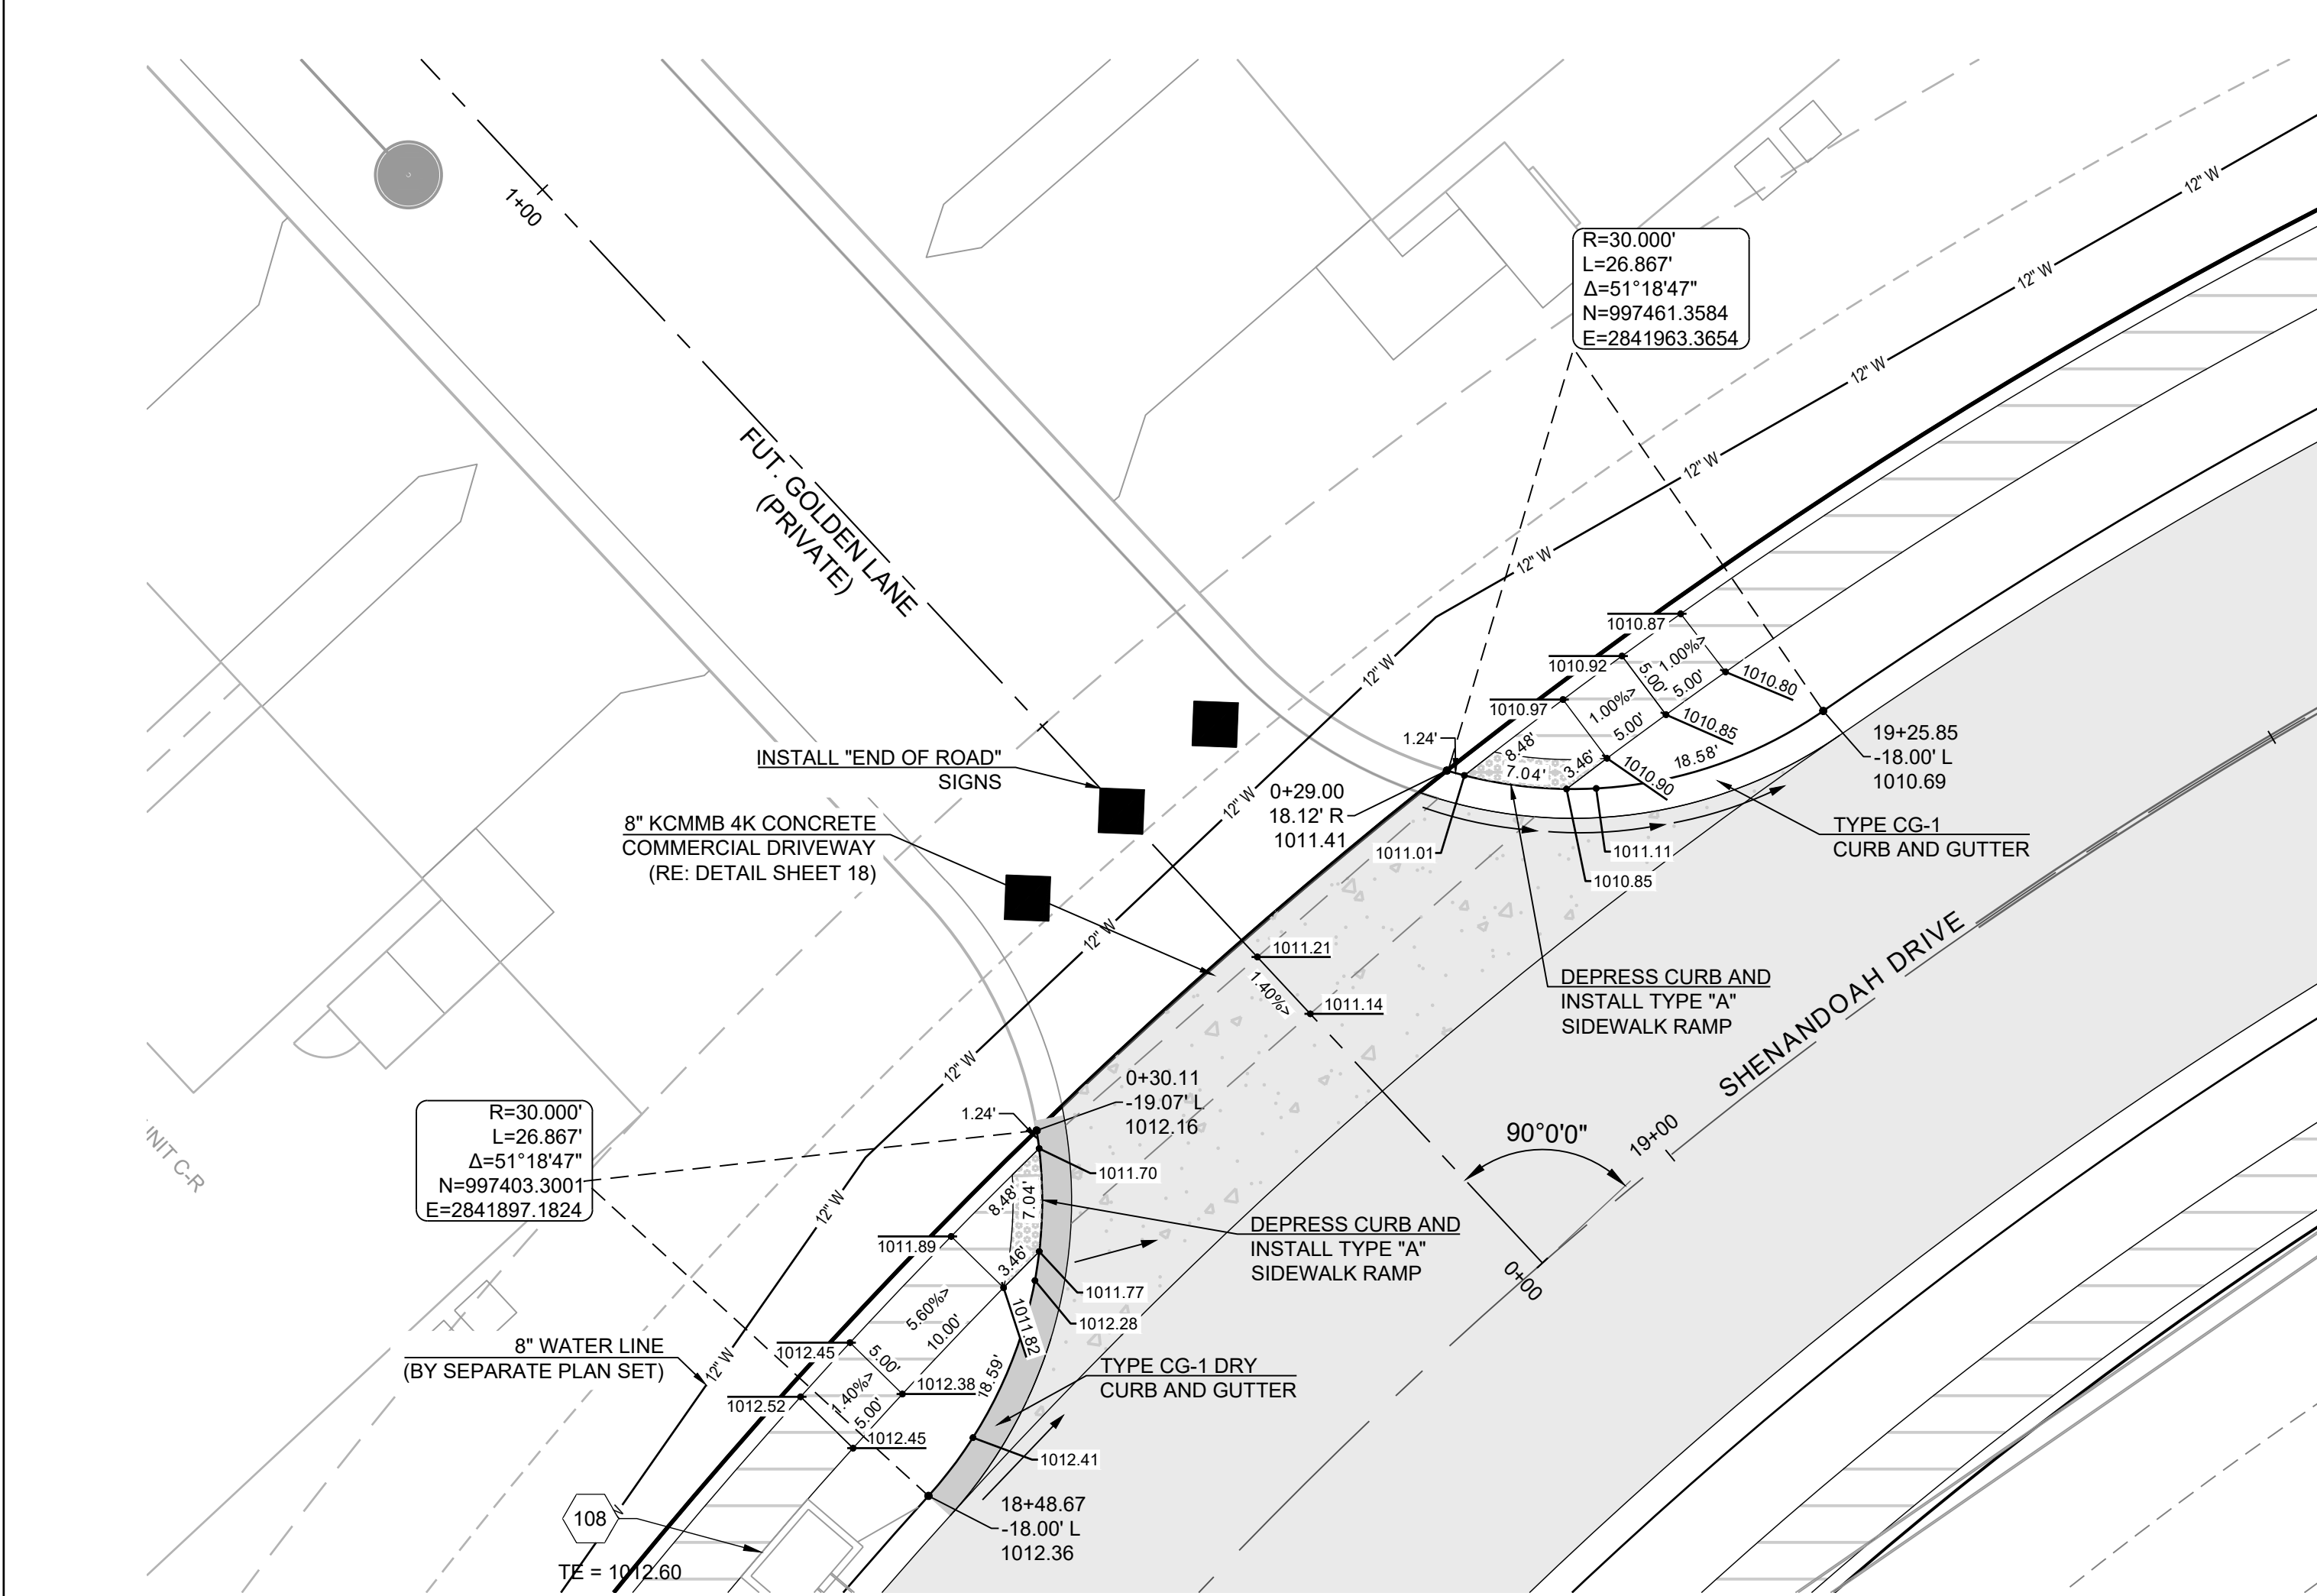 1+00
R=30.000'
L=26.867'
Δ=51°18'47"
N=997461.3584
E=2841963.3654
12" W
12" W
12" W
12" W
12" W
12" W
12" W
12" W
12" W
12" W
12" W
FUT. GOLDEN LANE
(PRIVATE)
1010.87
1010.92
1010.97
1.00%>
5.00'
5.00'
1010.80
1.00%>
5.00'
1010.85
1.24'
8.48'
7.04'
3.46'
1010.90
18.58'
19+25.85
-18.00' L
1010.69
INSTALL "END OF ROAD"
SIGNS
0+29.00
18.12' R
1011.41
1011.01
1011.11
1010.85
TYPE CG-1
CURB AND GUTTER
8" KCMMB 4K CONCRETE
COMMERCIAL DRIVEWAY
(RE: DETAIL SHEET 18)
1011.21
1.40%>
1011.14
DEPRESS CURB AND
INSTALL TYPE "A"
SIDEWALK RAMP
SHENANDOAH DRIVE
19+00
90°0'0"
0+00
0+30.11
-19.07' L
1012.16
1.24'
R=30.000'
L=26.867'
Δ=51°18'47"
N=997403.3001
E=2841897.1824
UNIT C-R
1011.70
8.48'
7.04'
1011.89
3.46'
DEPRESS CURB AND
INSTALL TYPE "A"
SIDEWALK RAMP
1011.77
1012.28
1011.82
5.60%>
10.00'
8" WATER LINE
(BY SEPARATE PLAN SET)
1012.45
5.00'
1012.38
18.59'
1012.52
1.40%>
5.00'
1012.45
TYPE CG-1 DRY
CURB AND GUTTER
1012.41
18+48.67
-18.00' L
1012.36
108
TE = 1012.60